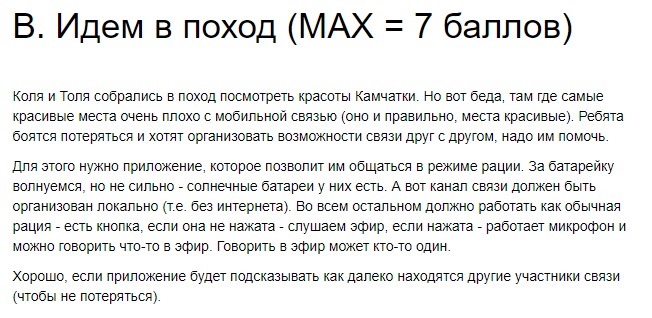 В. Идем в поход (MAX = 7 баллов)
Коля и Толя собрались в поход посмотреть красоты Камчатки. Но вот беда, там где самые
красивые места очень плохо с мобильной связью (оно и правильно, места красивые). Ребята
боятся потеряться и хотят организовать возможности связи друг с другом, надо им помочь.
Для этого нужно приложение, которое позволит им общаться в режиме рации. За батарейку
волнуемся, но не сильно - солнечные батареи у них есть. А вот канал связи должен быть
организован локально (т.е. без интернета). Во всем остальном должно работать как обычная
рация - есть кнопка, если она не нажата - слушаем эфир, если нажата - работает микрофон и
можно говорить что-то в эфир. Говорить в эфир может кто-то один.
Хорошо, если приложение будет подсказывать как далеко находятся другие участники связи
(чтобы не потеряться).